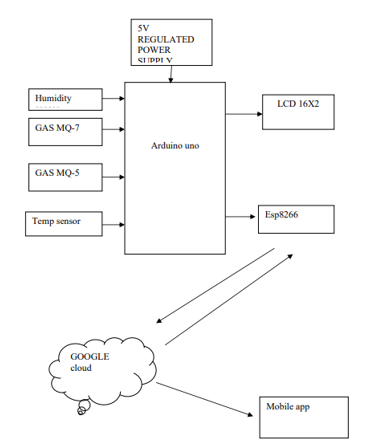 5V
REGULATED
POWER
SUPPLY
Humidity
GAS MQ-7
GAS MQ-5
Temp sensor
Arduino uno
LCD 16X2
Esp8266
GOOGLE
cloud
Mobile app